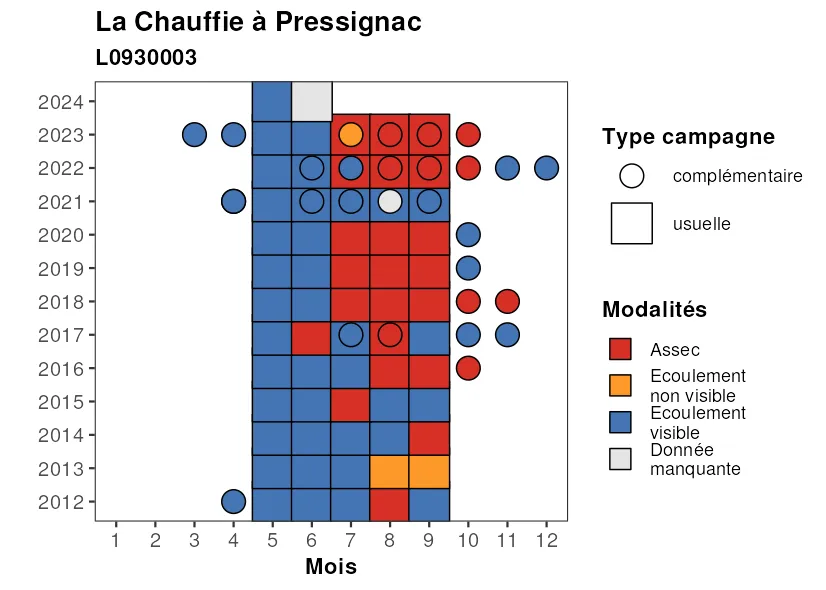 La Chauffie à Pressignac
L0930003
2024
2023
2022
2021
2020
2019
2018
2017
2016
2015
2014
2013
2012
1 2 3 4 5 6 7 8 9 10 11 12
Mois
Type campagne
complémentaire
usuelle
Modalités
Assec
Ecoulement
non visible
Ecoulement
visible
Donnée
manquante